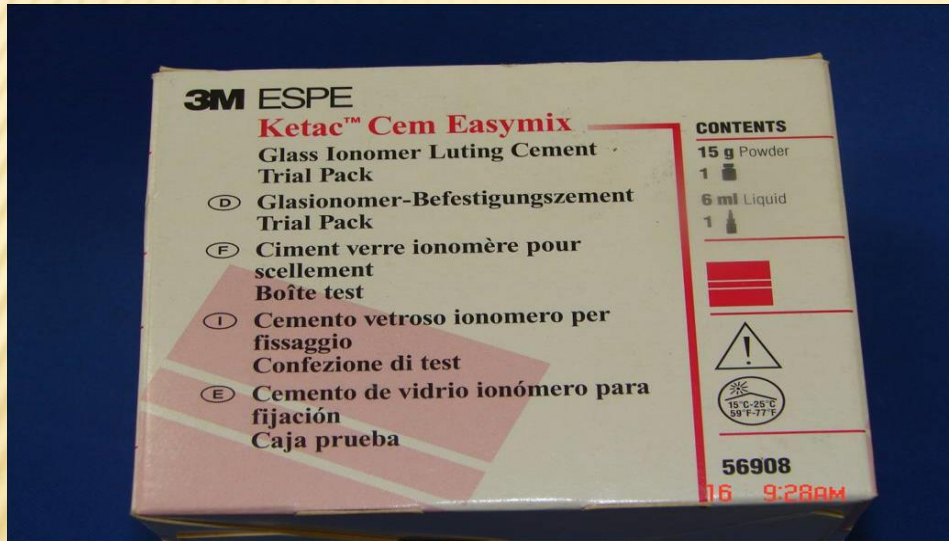 3M ESPE
Ketac™ Cem Easymix
Glass Ionomer Luting Cement
Trial Pack
D Glasionomer-Befestigungszement
Trial Pack
F Ciment verre ionomère pour
scellement
Boîte test
I Cemento vetroso ionomero per
fissaggio
Confezione di test
E Cemento de vidrio ionómero para
fijación
Caja prueba
CONTENTS
15 g Powder
1
6 ml Liquid
1
15°C-25°C
59°F-77°F
56908
16 9:28AM